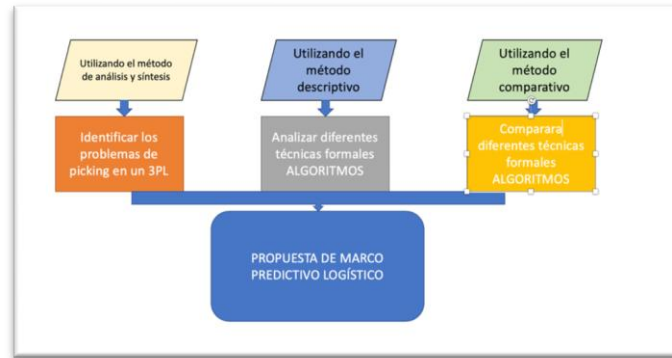 Utilizando el método
de análisis y síntesis
Utilizando el
método
descriptivo
Utilizando el
método
comparativo
Identificar los
problemas de
picking en un 3PL
Analizar diferentes
técnicas formales
ALGORITMOS
Comparara
diferentes técnicas
formales
ALGORITMOS
PROPUESTA DE MARCO
PREDICTIVO LOGÍSTICO